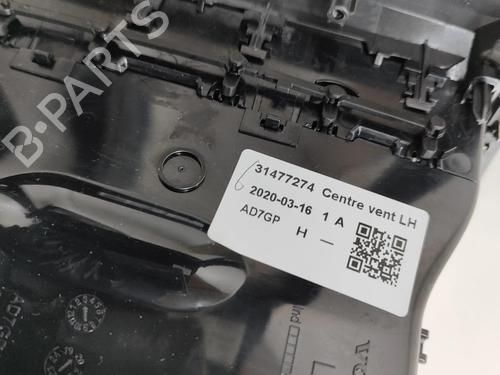 B-PARTS
31477274 Centre vent LH
2020-03-16 1 A
AD7GP H —